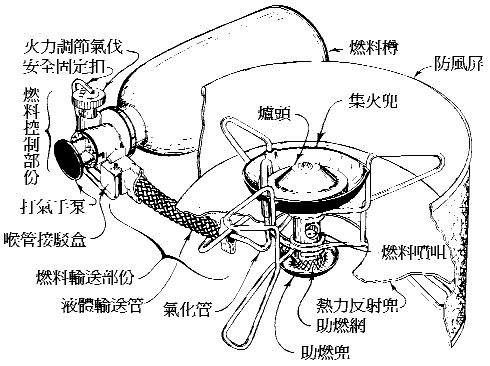 火力調節氣伐
安全固定扣
燃料樽
防風屏
集火兜
爐頭
燃料控制部份
打氣手泵
喉管接駁盒
燃料噴咀
燃料輸送部份
液體輸送管
氣化管
熱力反射兜
助燃網
助燃兜